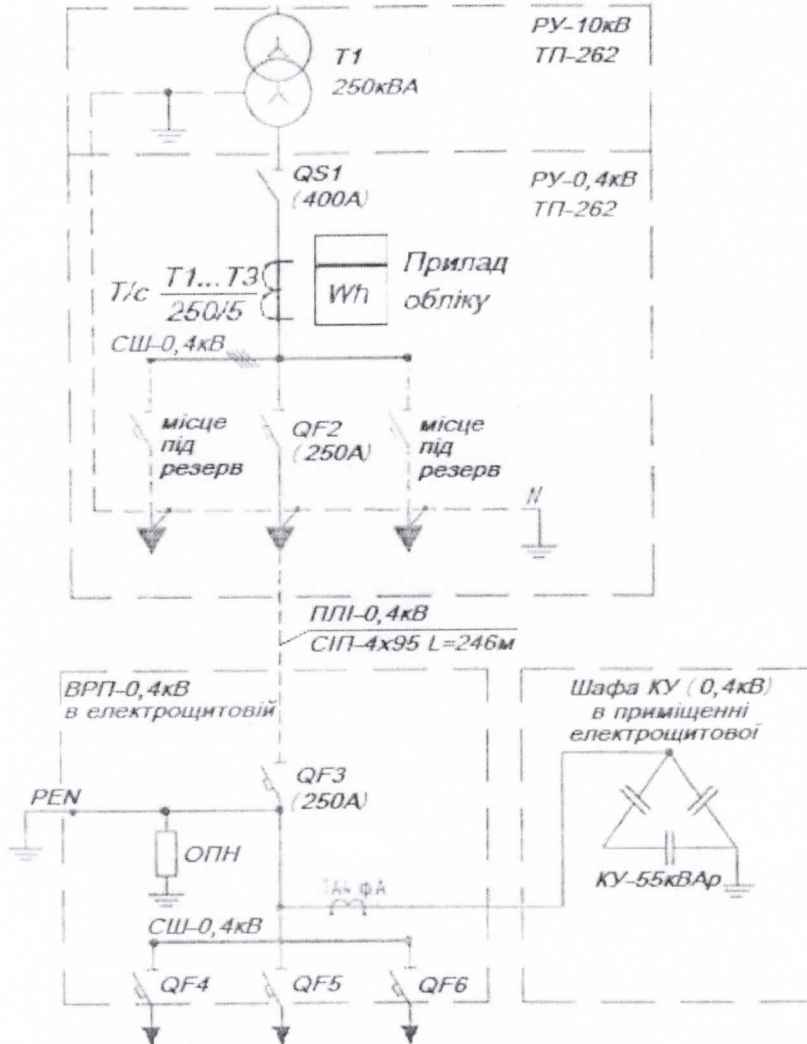 РУ-10кВ
ТП-262
Т1
250кВА
QS1
(400А)
РУ-0,4кВ
ТП-262
Т/с Т1...Т3
250/5
Wh
Прилад
обліку
СШ-0,4кВ
місце
під
резерв
QF2
(250А)
місце
під
резерв
N
ПЛІ-0,4кВ
СІП-4х95 L=246м
ВРП-0,4кВ
в електрощитовій
Шафа КУ (0,4кВ)
в приміщенні
електрощитової
QF3
(250А)
PEN
ОПН
КУ-55кВАр
ТА4 фА
СШ-0,4кВ
QF4
QF5
QF6